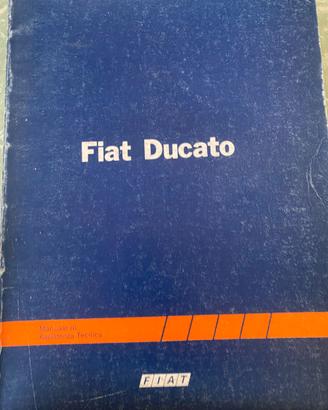 Fiat Ducato
Manuale di
Assistenza Tecnica
FIAT